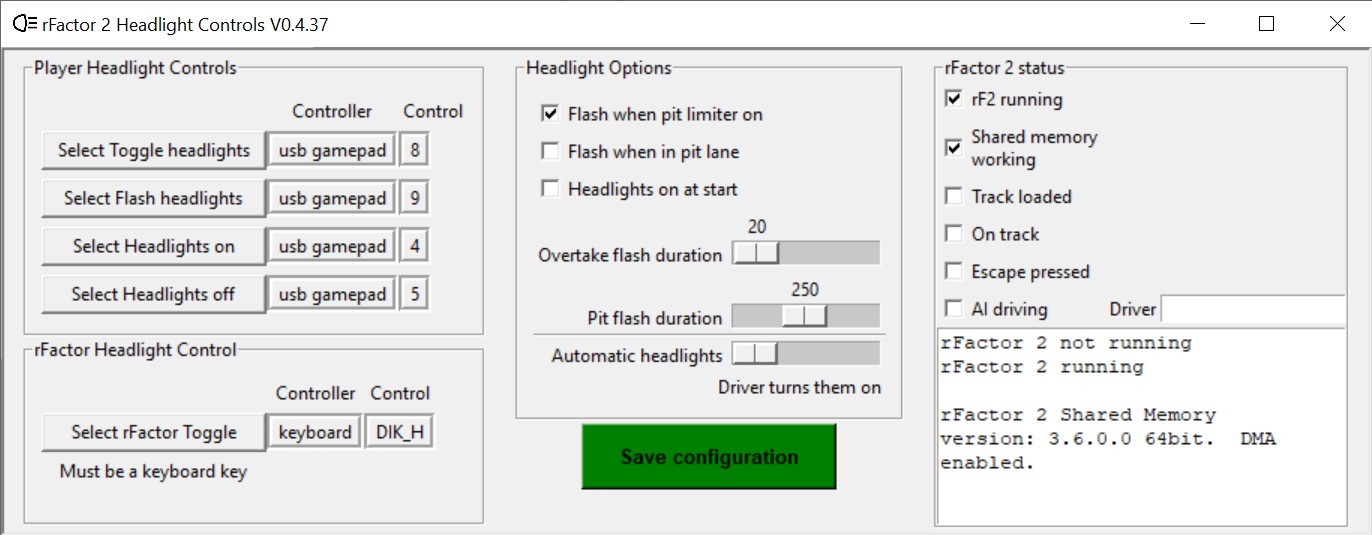 rFactor 2 Headlight Controls V0.4.37
Player Headlight Controls
Controller Control
Select Toggle headlights usb gamepad 8
Select Flash headlights usb gamepad 9
Select Headlights on usb gamepad 4
Select Headlights off usb gamepad 5
rFactor Headlight Control
Controller Control
Select rFactor Toggle keyboard DIK_H
Must be a keyboard key
Headlight Options
Flash when pit limiter on
Flash when in pit lane
Headlights on at start
20
Overtake flash duration
250
Pit flash duration
Automatic headlights
Driver turns them on
Save configuration
rFactor 2 status
rF2 running
Shared memory
working
Track loaded
On track
Escape pressed
AI driving Driver
rFactor 2 not running
rFactor 2 running
rFactor 2 Shared Memory
version: 3.6.0.0 64bit. DMA
enabled.